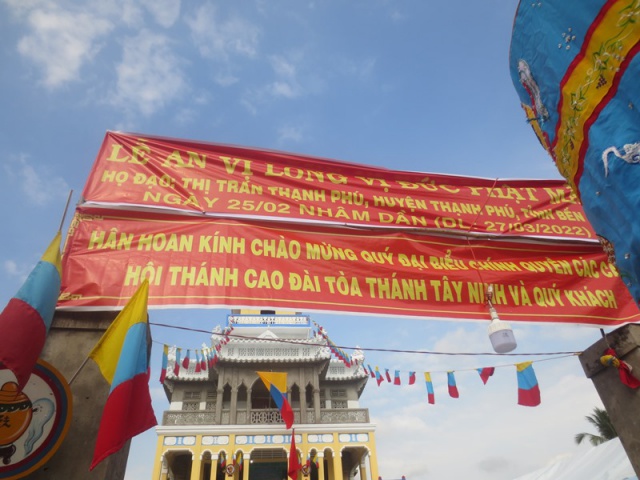 LỄ AN VỊ LONG VỊ ĐỨC PHẬT
HỌ ĐẠO: THỊ TRẤN THẠNH PHÚ, HUYỆN THẠNH PHÚ, TỈNH BẾN
NGÀY 25/02 NHÂM DẦN (DL: 27/03/2022)
HÂN HOAN KÍNH CHÀO MỪNG QUÝ ĐẠI BIỂU CHÍNH QUYỀN CÁC
HỘI THÁNH CAO ĐÀI TÒA THÁNH TÂY NINH VÀ QUÝ KHÁCH